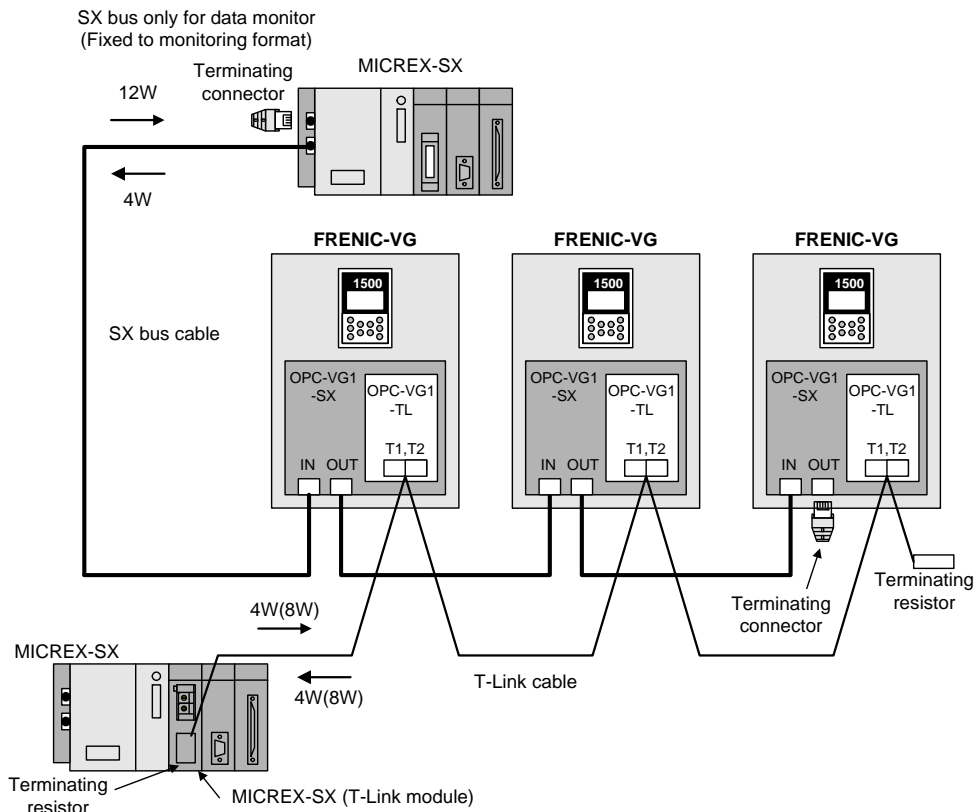 SX bus only for data monitor
(Fixed to monitoring format)
Terminating
connector
MICREX-SX
12W
4W
FRENIC-VG
FRENIC-VG
FRENIC-VG
1500
1500
1500
SX bus cable
OPC-VG1
-SX
OPC-VG1
-TL
T1,T2
IN
OUT
OPC-VG1
-SX
OPC-VG1
-TL
T1,T2
IN
OUT
OPC-VG1
-SX
OPC-VG1
-TL
T1,T2
IN
OUT
Terminating
connector
Terminating
resistor
4W(8W)
4W(8W)
T-Link cable
MICREX-SX
Terminating
resistor
MICREX-SX (T-Link module)